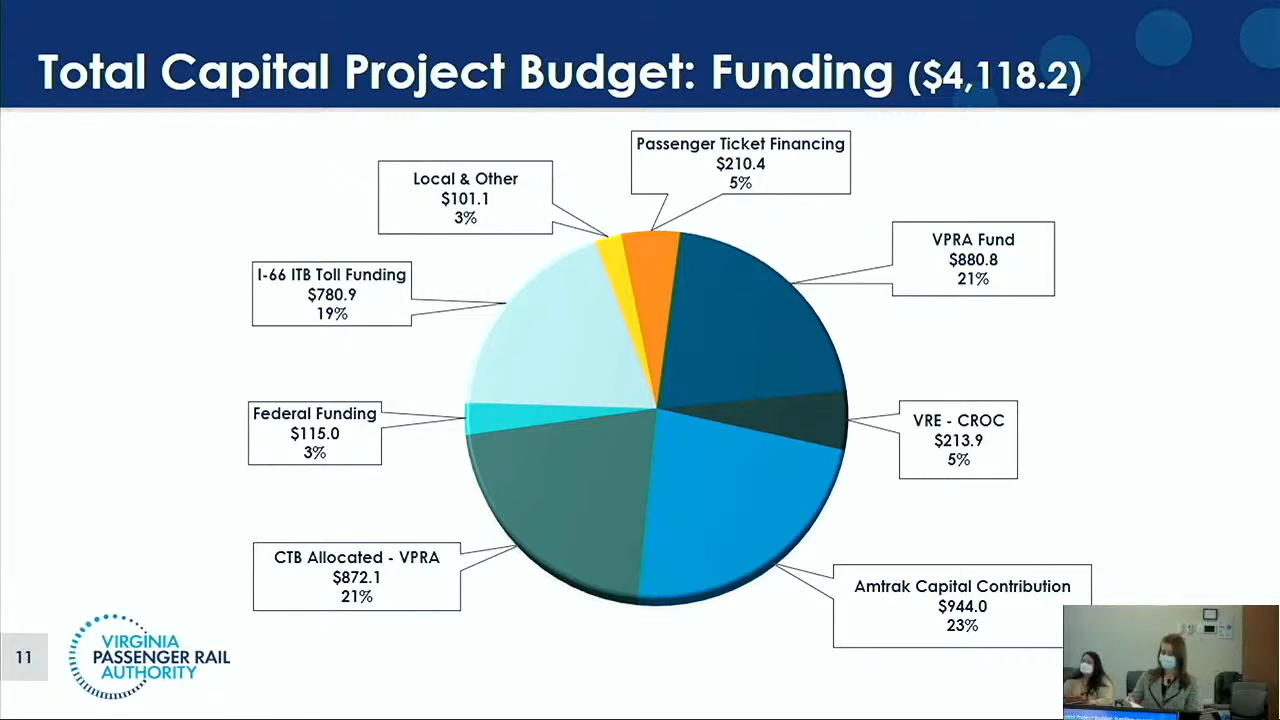 Total Capital Project Budget: Funding ($4,118.2)
Passenger Ticket Financing
$210.4
5%
Local & Other
$101.1
3%
VPRA Fund
$880.8
21%
I-66 ITB Toll Funding
$780.9
19%
Federal Funding
$115.0
3%
VRE - CROC
$213.9
5%
CTB Allocated - VPRA
$872.1
21%
Amtrak Capital Contribution
$944.0
23%
11
VIRGINIA
PASSENGER RAIL
AUTHORITY